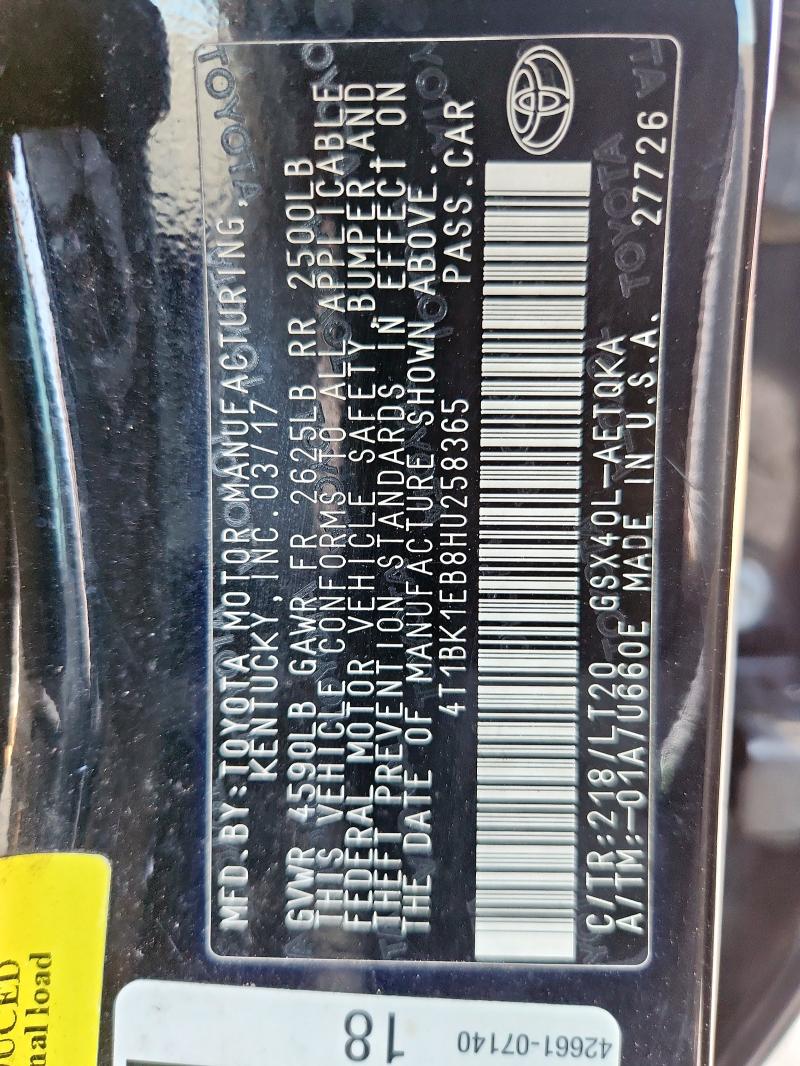 MFD.BY:TOYOTA MOTOR MANUFACTURING,
KENTUCKY,INC.03/17
GVWR 4590LB GAWR FR 2625LB RR 2500LB
THIS VEHICLE CONFORMS TO ALL APPLICABLE
FEDERAL MOTOR VEHICLE SAFETY, BUMPER AND
THEFT PREVENTION STANDARDS IN EFFECT ON
THE DATE OF MANUFACTURE SHOWN ABOVE.
4T1BK1EB8HU258365 PASS.CAR
C/TR:218/LT20 GSX40L-AETQKA 27726
A/TM:-01A/U660E MADE IN U.S.A.
TOYOTA
TOYOTA
UCED
nal load
18
42661-07140